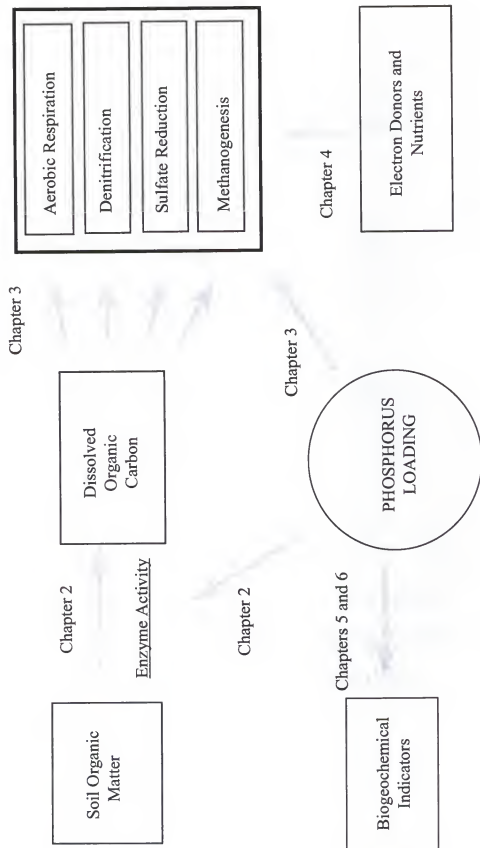 Soil Organic
Matter
Chapter 2
Enzyme Activity
Dissolved
Organic
Carbon
Chapter 3
Aerobic Respiration
Denitrification
Sulfate Reduction
Methanogenesis
Chapter 2
Chapter 3
Chapter 4
Biogeochemical
Indicators
Chapters 5 and 6
PHOSPHORUS
LOADING
Electron Donors and
Nutrients